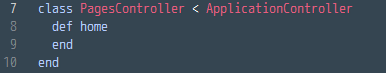 7 class PagesController < ApplicationController
8   def home
9   end
10 end